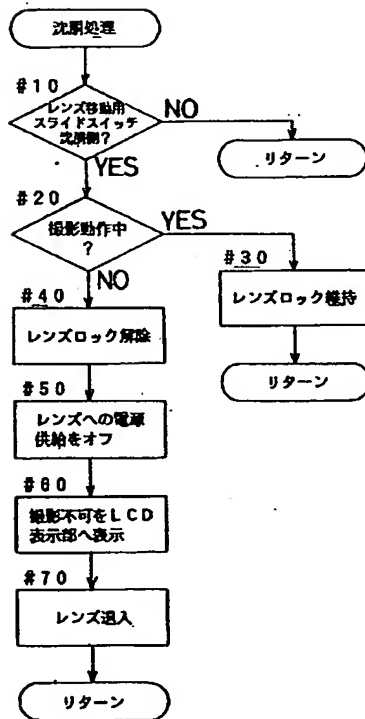 沈胴処理
#10
レンズ移動用
スライドスイッチ
沈胴側?
NO
リターン
YES
#20
撮影動作中
?
YES
#30
レンズロック維持
リターン
NO
#40
レンズロック解除
#50
レンズへの電源
供給をオフ
#60
撮影不可をLCD
表示部へ表示
#70
レンズ退入
リターン